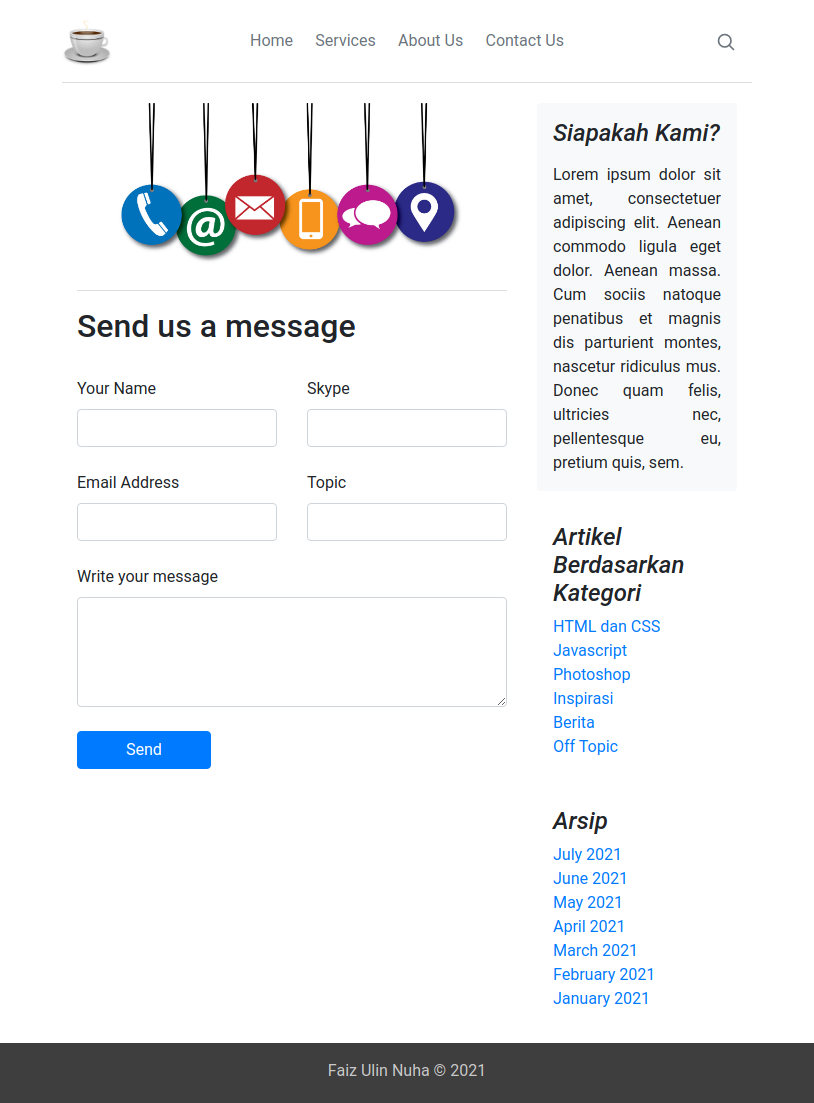 Home Services About Us Contact Us
@
Send us a message
Your Name
Skype
Email Address
Topic
Write your message
Send
Siapakah Kami?
Lorem ipsum dolor sit
amet, consectetuer
adipiscing elit. Aenean
commodo ligula eget
dolor. Aenean massa.
Cum sociis natoque
penatibus et magnis
dis parturient montes,
nascetur ridiculus mus.
Donec quam felis,
ultricies nec,
pellentesque eu,
pretium quis, sem.
Artikel
Berdasarkan
Kategori
HTML dan CSS
Javascript
Photoshop
Inspirasi
Berita
Off Topic
Arsip
July 2021
June 2021
May 2021
April 2021
March 2021
February 2021
January 2021
Faiz Ulin Nuha © 2021